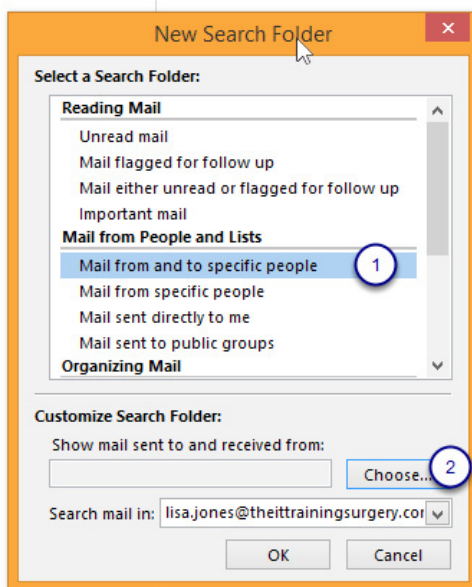 New Search Folder
Select a Search Folder:
Reading Mail
Unread mail
Mail flagged for follow up
Mail either unread or flagged for follow up
Important mail
Mail from People and Lists
Mail from and to specific people 1
Mail from specific people
Mail sent directly to me
Mail sent to public groups
Organizing Mail
Customize Search Folder:
Show mail sent to and received from:
Choose... 2
Search mail in: lisa.jones@theittrainingsurgery.cor
OK Cancel